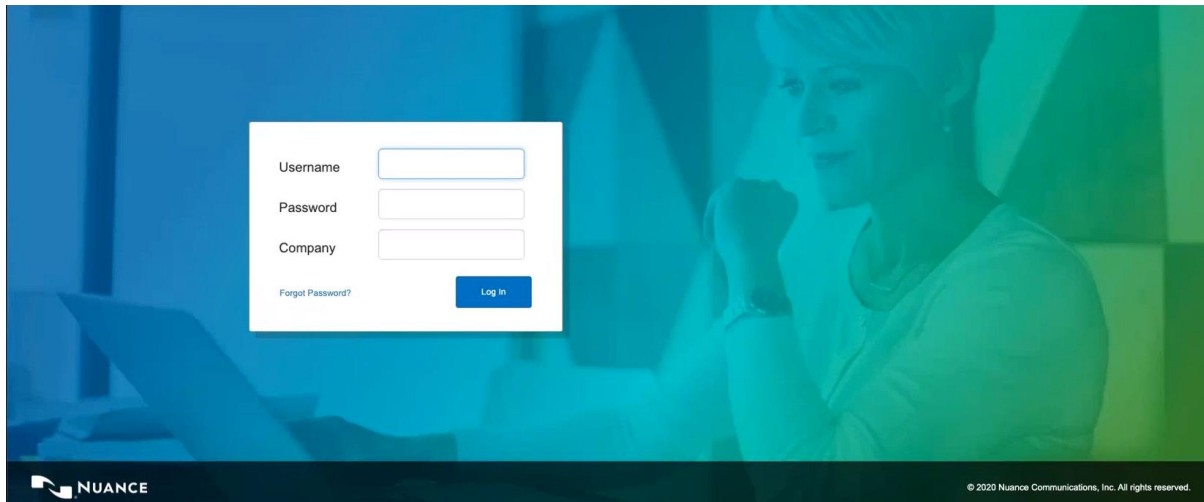 Username
Password
Company
Forgot Password?
Log In
NUANCE
© 2020 Nuance Communications, Inc. All rights reserved.